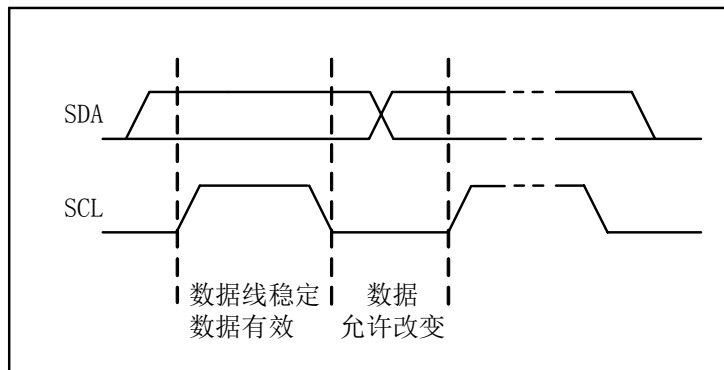 SDA
SCL
数据线稳定
数据有效
数据
允许改变